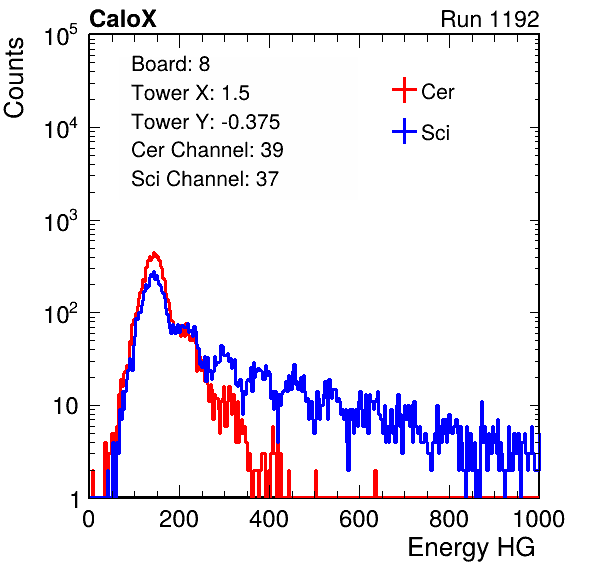 CaloX Run 1192
Counts
Board: 8
Tower X: 1.5
Tower Y: -0.375
Cer Channel: 39
Sci Channel: 37
Cer
Sci
10^5
10^4
10^3
10^2
10
1
0 200 400 600 800 1000
Energy HG